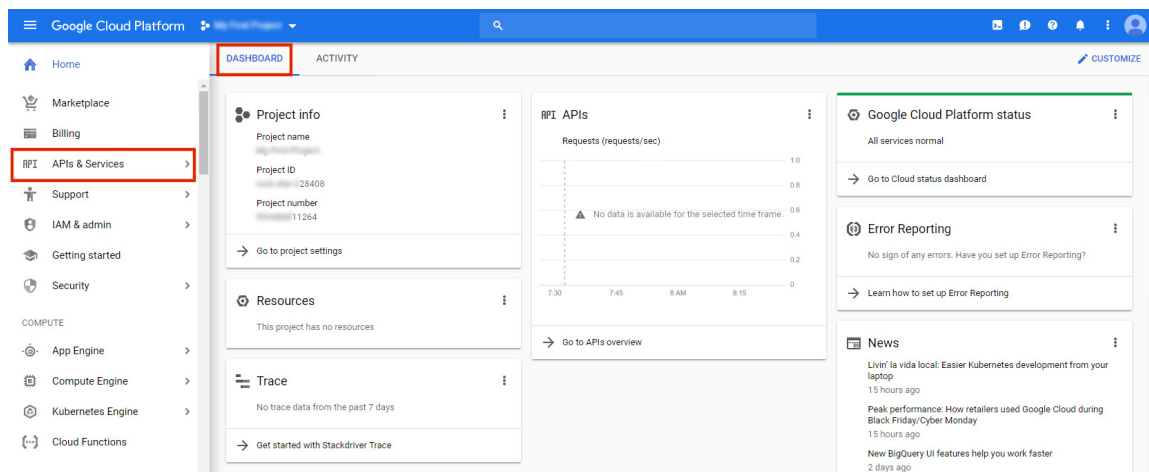 Google Cloud Platform
DASHBOARD
ACTIVITY
CUSTOMIZE
Home
Marketplace
Billing
API APIs & Services
Support
IAM & admin
Getting started
Security
COMPUTE
App Engine
Compute Engine
Kubernetes Engine
Cloud Functions
Project info
Project name
Project ID
28408
Project number
11264
Go to project settings
Resources
This project has no resources
Trace
No trace data from the past 7 days
Get started with Stackdriver Trace
API APIs
Requests (requests/sec)
1.0
0.8
No data is available for the selected time frame.
0.6
0.4
0.2
0
7:30 7:45 8 AM 8:15
Go to APIs overview
Google Cloud Platform status
All services normal
Go to Cloud status dashboard
Error Reporting
No sign of any errors. Have you set up Error Reporting?
Learn how to set up Error Reporting
News
Livin' la vida local: Easier Kubernetes development from your
laptop
15 hours ago
Peak performance: How retailers used Google Cloud during
Black Friday/Cyber Monday
15 hours ago
New BigQuery UI features help you work faster
2 days ago